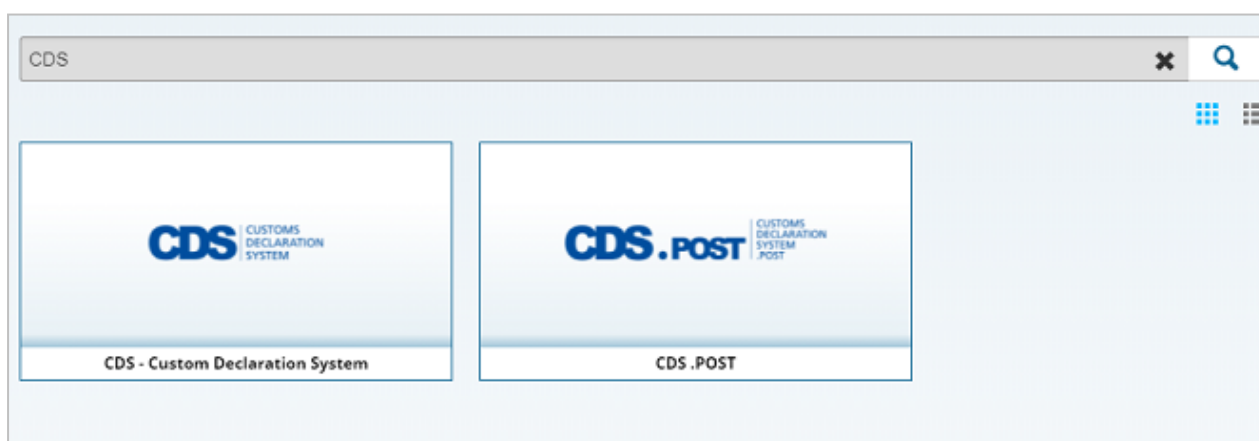 CDS
CDS
CUSTOMS
DECLARATION
SYSTEM
CDS - Custom Declaration System
CDS.POST
CUSTOMS
DECLARATION
SYSTEM
.POST
CDS .POST